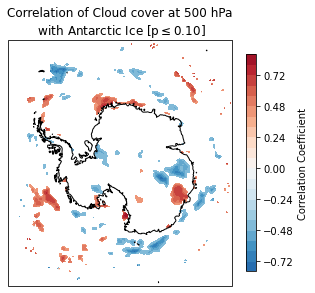 Correlation of Cloud cover at 500 hPa
with Antarctic Ice [p ≤ 0.10]
0.72
0.48
0.24
0.00
−0.24
−0.48
−0.72
Correlation Coefficient